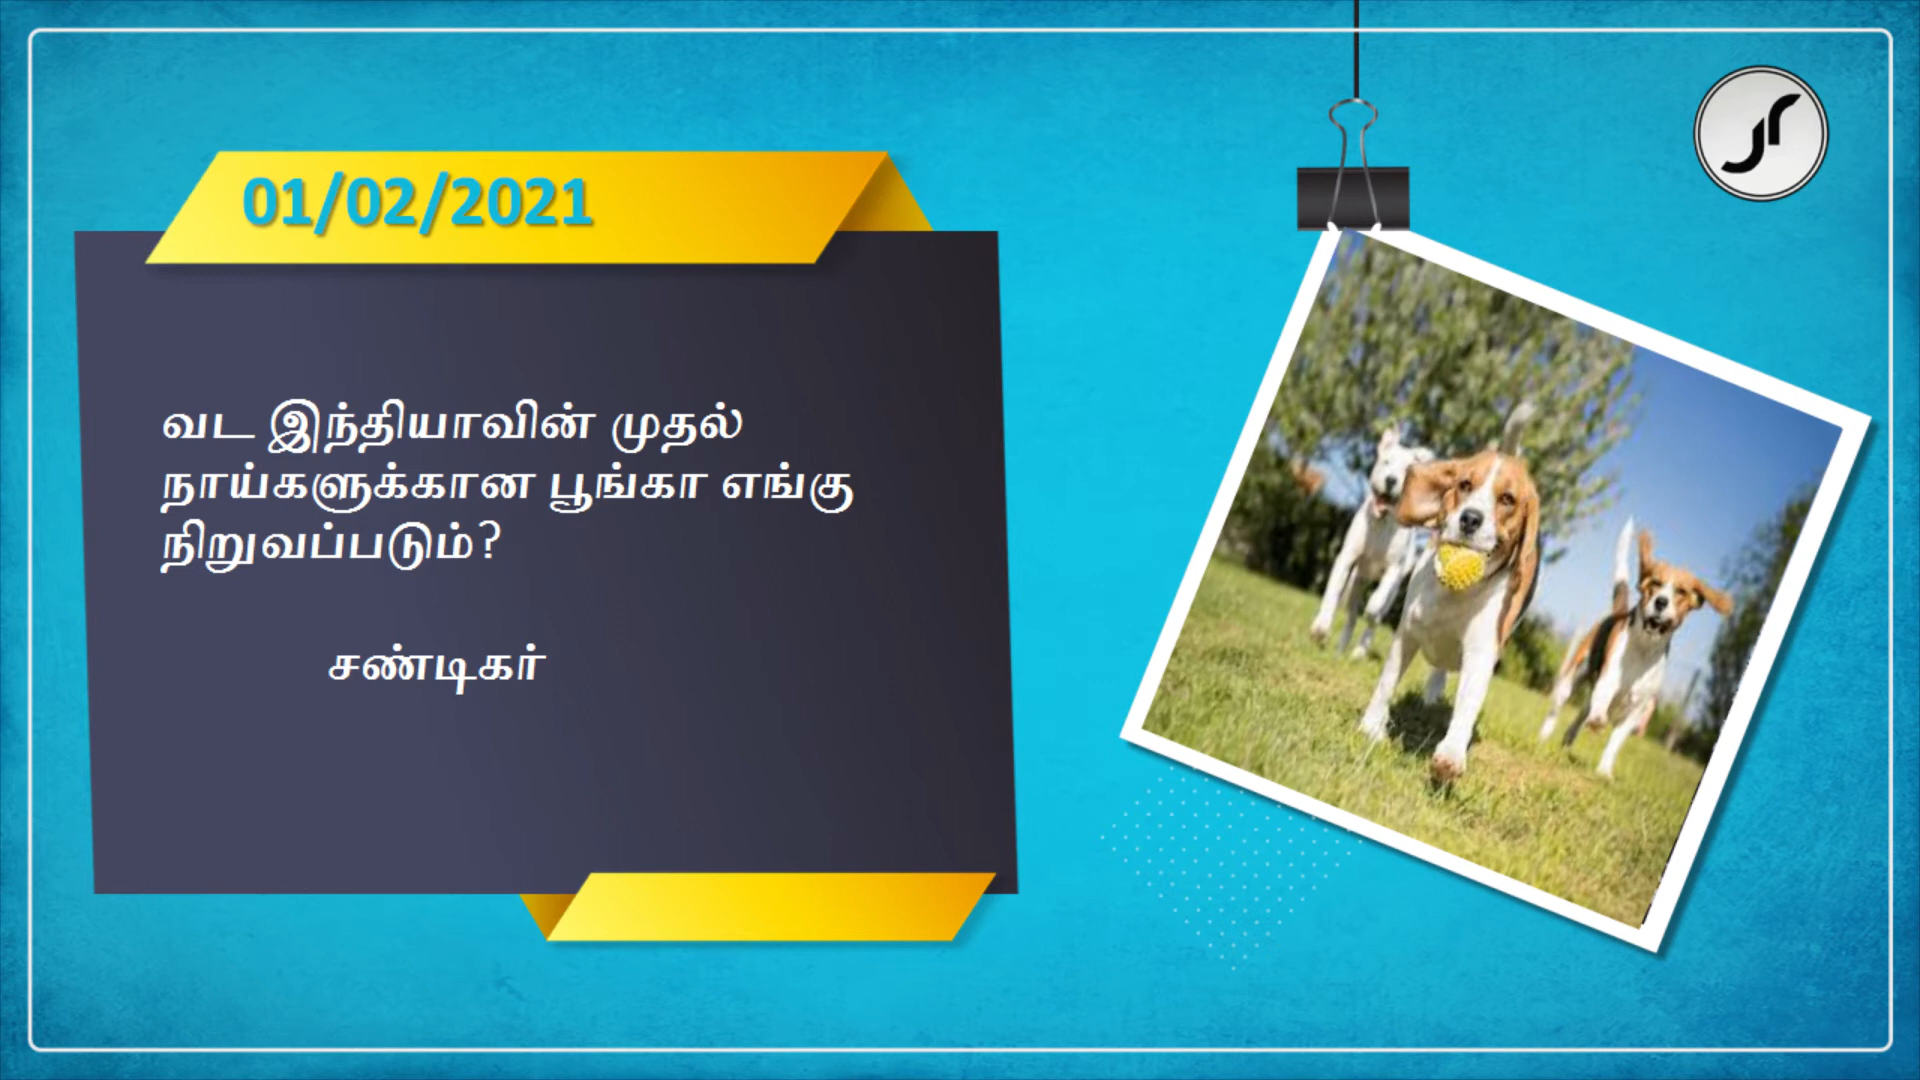 01/02/2021
வட இந்தியாவின் முதல்
நாய்களுக்கான பூங்கா எங்கு
நிறுவப்படும்?
சண்டிகர்